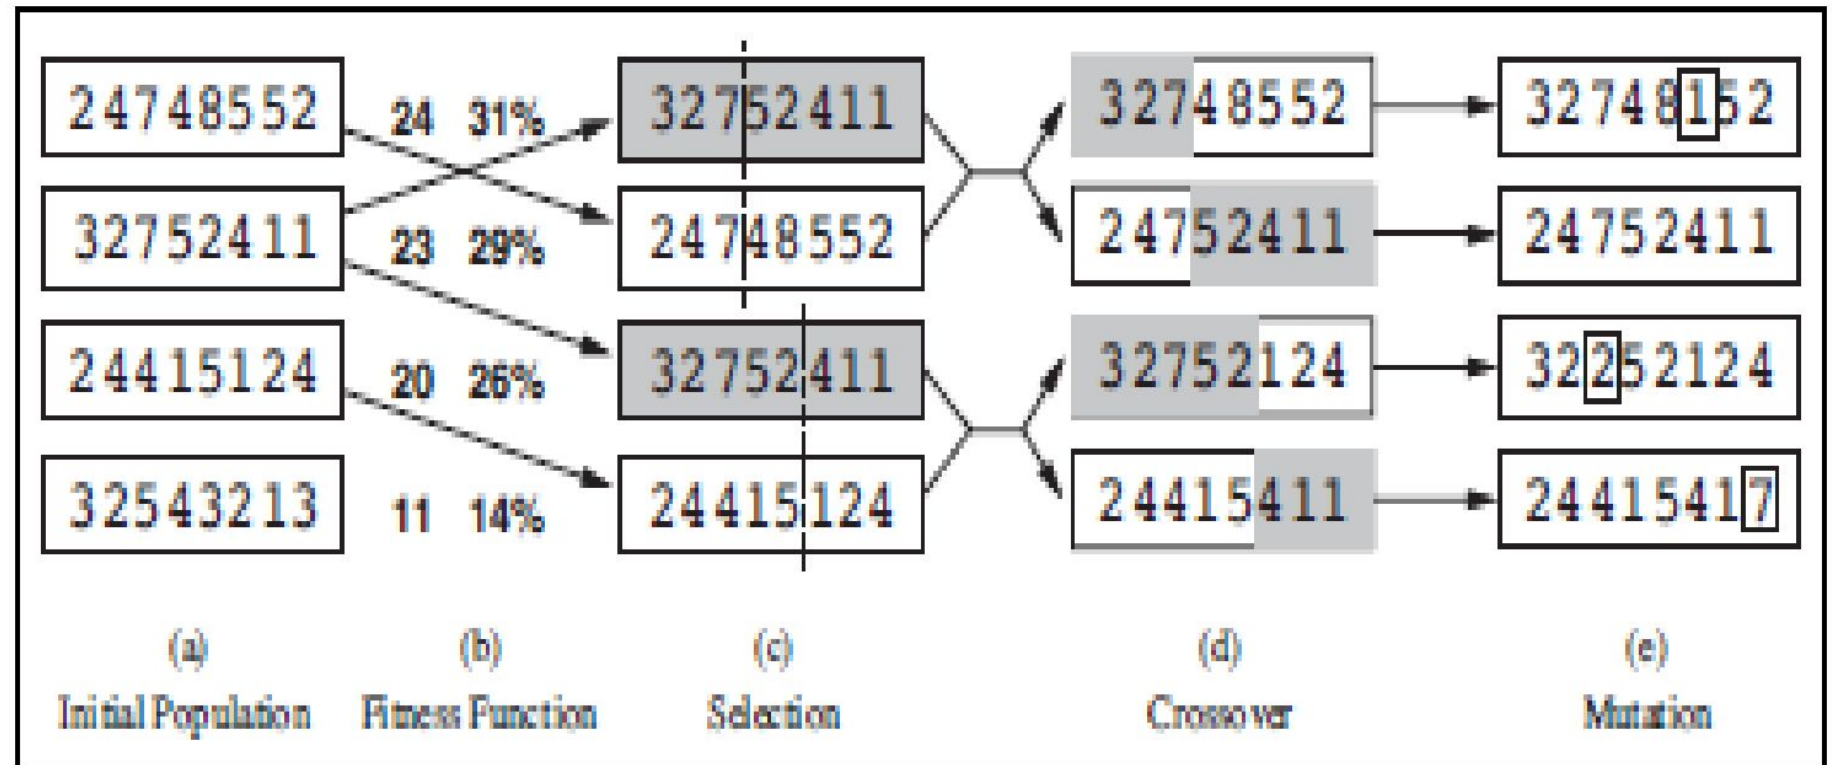 24748552 24 31% 32752411 32748552 32748152
32752411 23 29% 24748552 24752411 24752411
24415124 20 26% 32752411 32752124 32252124
32543213 11 14% 24415124 24415411 24415417
(a) (b) (c) (d) (e)
Initial Population Fitness Function Selection Crossover Mutation